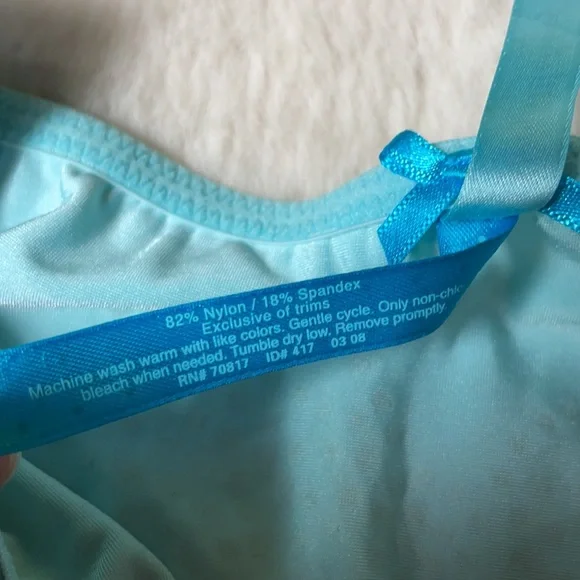 82% Nylon / 18% Spandex
Exclusive of trims
Machine wash warm with like colors. Gentle cycle. Only non-chlo
bleach when needed. Tumble dry low. Remove promptly.
RN# 70817 ID# 417 03 08